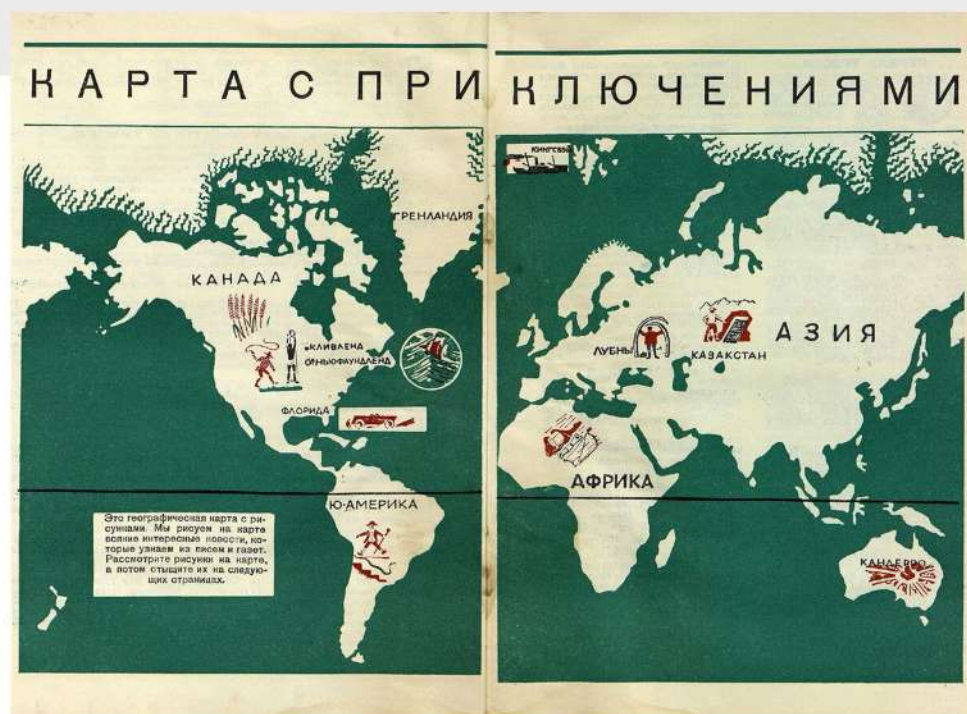 КАРТА С ПРИКЛЮЧЕНИЯМИ
ГРЕНЛАНДИЯ
КАНАДА
КЛИВЛЕНД
ФЛОРИДА
Ю-АМЕРИКА
Это географическая карта с ри-
сунками. Мы рисуем на карте
всякие интересные новости, ко-
торые узнаем из писем и газет.
Рассмотрите рисунки на карте,
а потом отыщите их на следую-
щих страницах.
ЛУБНЫ
КАЗАКСТАН
АЗИЯ
АФРИКА